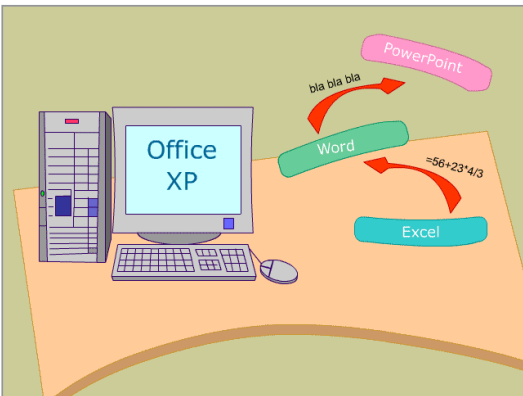 PowerPoint
bla bla bla
Office
XP
Word
=56+23*4/3
Excel